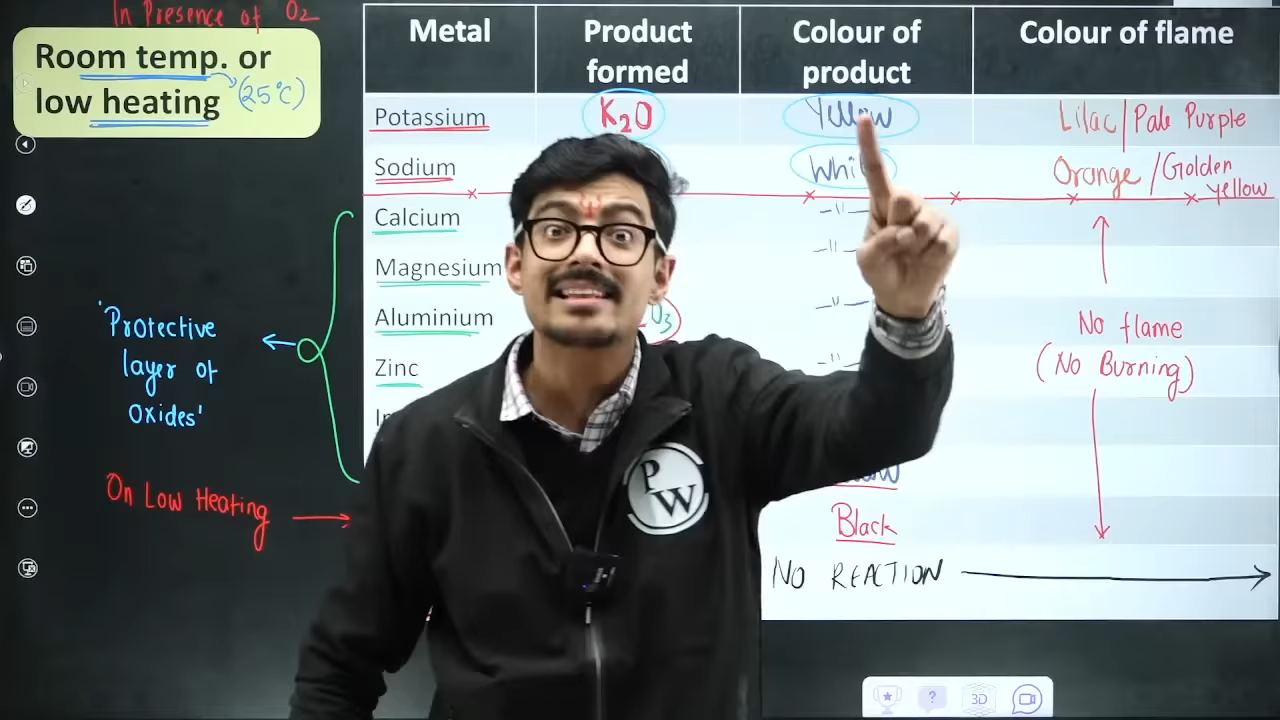 In Presence of O2
Room temp. or
low heating (25°C)
Metal Product formed Colour of product Colour of flame
Potassium K2O Yellow Lilac / Pale Purple
Sodium Orange / Golden yellow
Calcium -"-
Magnesium -"-
Aluminium O3 -"-
No flame
(No Burning)
Zinc -"-
'Protective
layer of
oxides'
On Low Heating
Black
NO REACTION
PW
?
3D